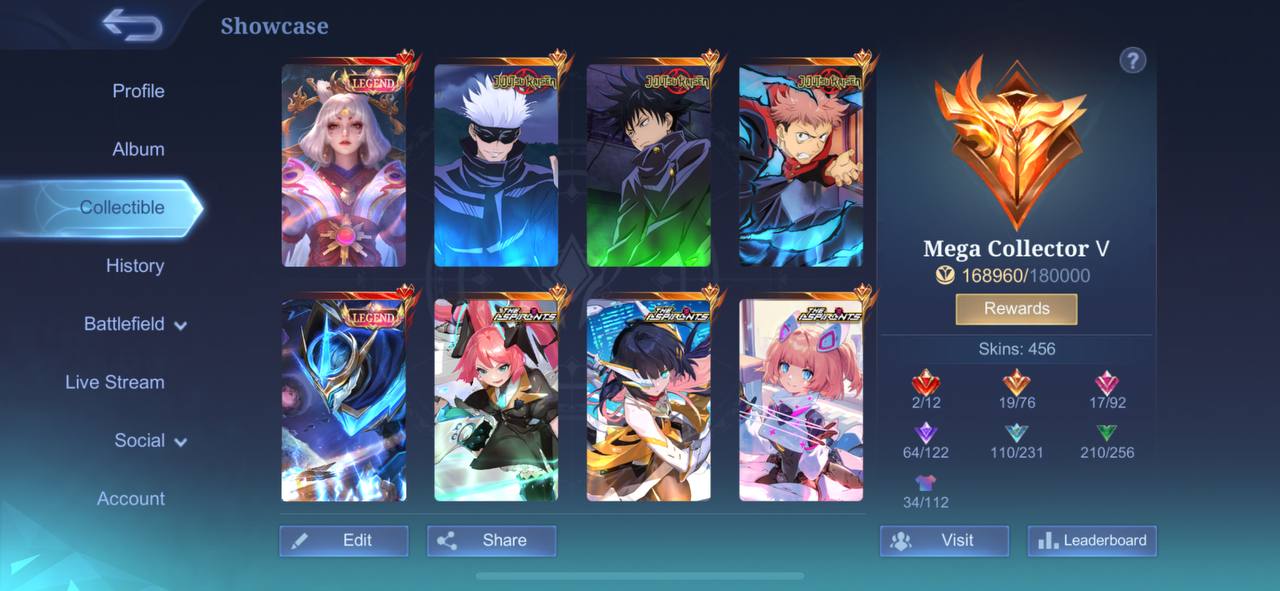 Showcase
Profile
Album
Collectible
History
Battlefield
Live Stream
Social
Account
LEGEND
JUJUTSU KAISEN
JUJUTSU KAISEN
JUJUTSU KAISEN
LEGEND
THE ASPIRANTS
THE ASPIRANTS
THE ASPIRANTS
Edit
Share
?
Mega Collector V
168960/180000
Rewards
Skins: 456
2/12
19/76
17/92
64/122
110/231
210/256
34/112
Visit
Leaderboard